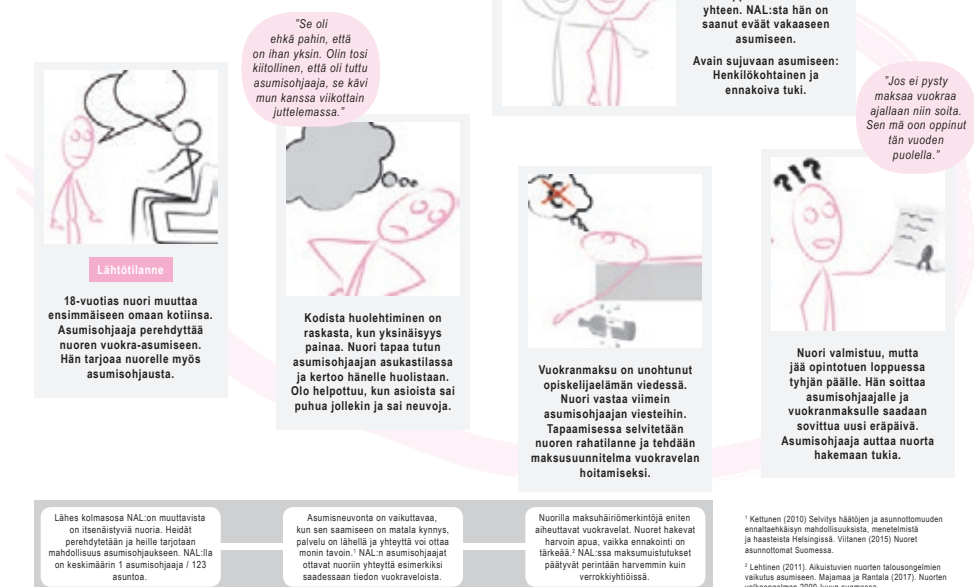 yhteen. NAL:sta hän on
saanut eväät vakaaseen
asumiseen.
Avain sujuvaan asumiseen:
Henkilökohtainen ja
ennakoiva tuki.
"Se oli
ehkä pahin, että
on ihan yksin. Olin tosi
kiitollinen, että oli tuttu
asumisohjaaja, se kävi
mun kanssa viikottain
juttelemassa."
"Jos ei pysty
maksaa vuokraa
ajallaan niin soita.
Sen mä oon oppinut
tän vuoden
puolella."
Lähtötilanne
18-vuotias nuori muuttaa
ensimmäiseen omaan kotiinsa.
Asumisohjaaja perehdyttää
nuoren vuokra-asumiseen.
Hän tarjoaa nuorelle myös
asumisohjausta.
Kodista huolehtiminen on
raskasta, kun yksinäisyys
painaa. Nuori tapaa tutun
asumisohjaajan asukastilassa
ja kertoo hänelle huolistaan.
Olo helpottuu, kun asioista sai
puhua jollekin ja sai neuvoja.
€
Vuokranmaksu on unohtunut
opiskelijaelämän viedessä.
Nuori vastaa viimein
asumisohjaajan viesteihin.
Tapaamisessa selvitetään
nuoren rahatilanne ja tehdään
maksusuunnitelma vuokravelan
hoitamiseksi.
?!?
Nuori valmistuu, mutta
jää opintotuen loppuessa
tyhjän päälle. Hän soittaa
asumisohjaajalle ja
vuokranmaksulle saadaan
sovittua uusi eräpäivä.
Asumisohjaaja auttaa nuorta
hakemaan tukia.
Lähes kolmasosa NAL:on muuttavista
on itsenäistyviä nuoria. Heidät
perehdytetään ja heille tarjotaan
mahdollisuus asumisohjaukseen. NAL:lla
on keskimäärin 1 asumisohjaaja / 123
asuntoa.
Asumisneuvonta on vaikuttavaa,
kun sen saamiseen on matala kynnys,
palvelu on lähellä ja yhteyttä voi ottaa
monin tavoin.¹ NAL:n asumisohjaajat
ottavat nuoriin yhteyttä esimerkiksi
saadessaan tiedon vuokraveloista.
Nuorilla maksuhäiriömerkintöjä eniten
aiheuttavat vuokravelat. Nuoret hakevat
harvoin apua, vaikka ennakointi on
tärkeää.² NAL:ssa maksumuistutukset
päätyvät perintään harvemmin kuin
verrokkiyhtiöissä.
¹ Kettunen (2010) Selvitys häätöjen ja asunnottomuuden
ennaltaehkäisyn mahdollisuuksista, menetelmistä
ja haasteista Helsingissä. Viitanen (2015) Nuoret
asunnottomat Suomessa.
² Lehtinen (2011). Aikuistuvien nuorten talousongelmien
vaikutus asumiseen. Majamaa ja Rantala (2017). Nuorten